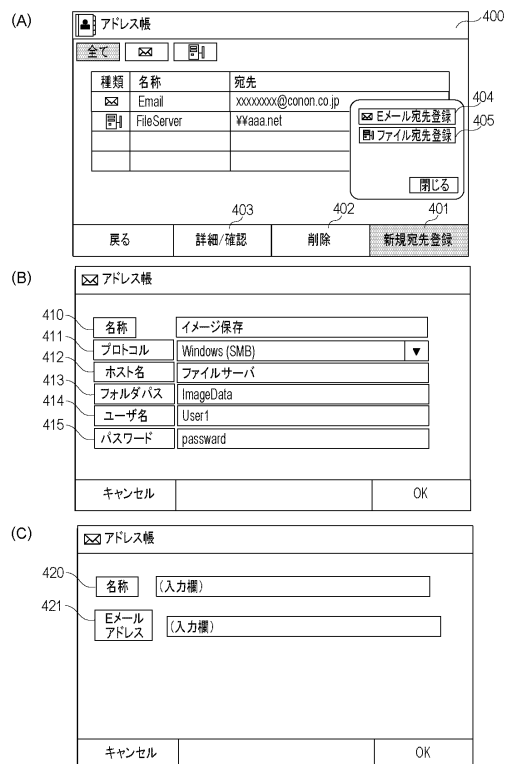 (A)
アドレス帳
400
全て
種類 名称 宛先
Email xxxxxxxx@conon.co.jp
FileServer ¥¥aaa.net
404
Eメール宛先登録
405
ファイル宛先登録
閉じる
403 402 401
戻る 詳細/確認 削除 新規宛先登録
(B)
アドレス帳
410 名称 イメージ保存
411 プロトコル Windows (SMB) ▼
412 ホスト名 ファイルサーバ
413 フォルダパス ImageData
414 ユーザ名 User1
415 パスワード passward
キャンセル OK
(C)
アドレス帳
420 名称 (入力欄)
421 Eメール
アドレス (入力欄)
キャンセル OK